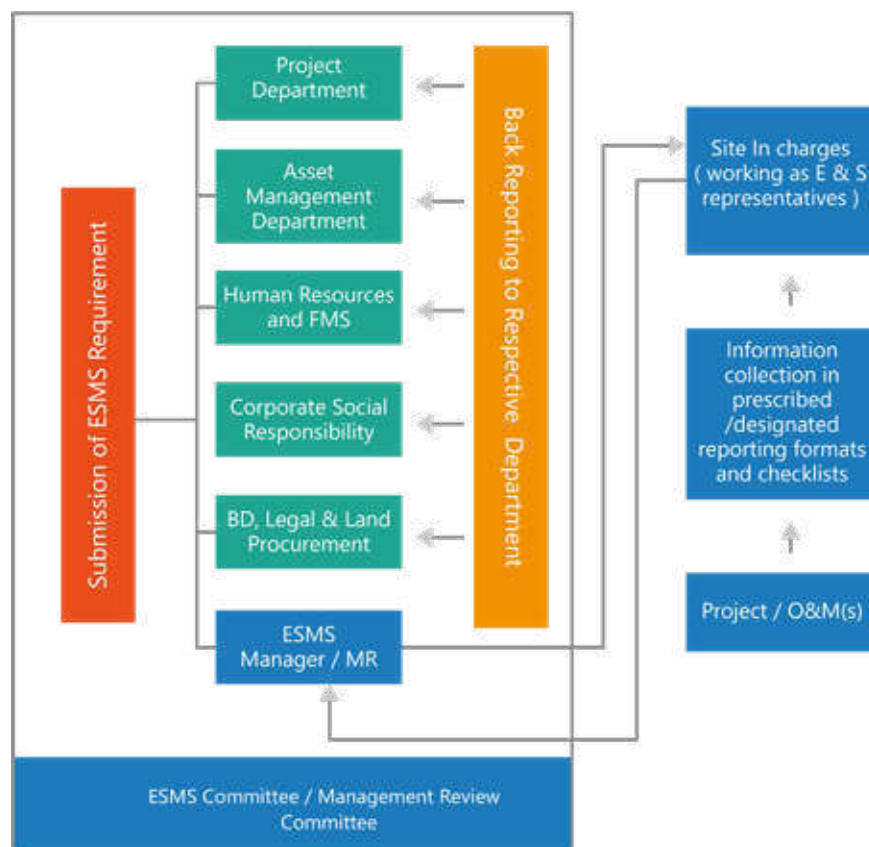 Submission of ESMS Requirement
Project
Department
Asset
Management
Department
Human Resources
and FMS
Corporate Social
Responsibility
BD, Legal & Land
Procurement
ESMS
Manager / MR
Back Reporting to Respective Department
Site In charges
( working as E & S
representatives )
Information
collection in
prescribed
/designated
reporting formats
and checklists
Project / O&M(s)
ESMS Committee / Management Review
Committee